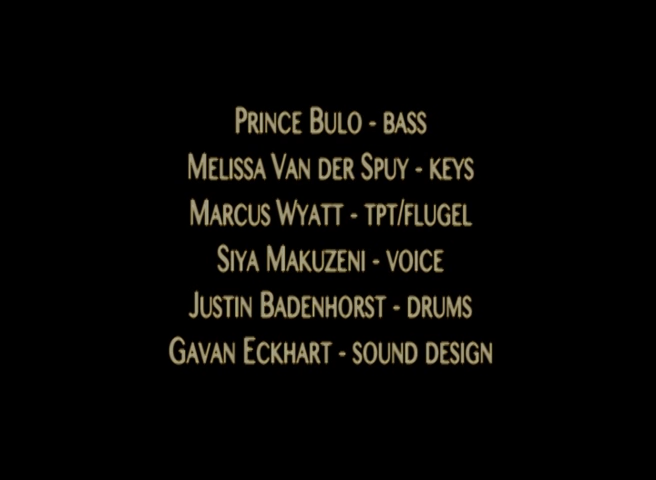 Prince Bulo - bass
Melissa Van der Spuy - keys
Marcus Wyatt - tpt/flugel
Siya Makuzeni - voice
Justin Badenhorst - drums
Gavan Eckhart - sound design